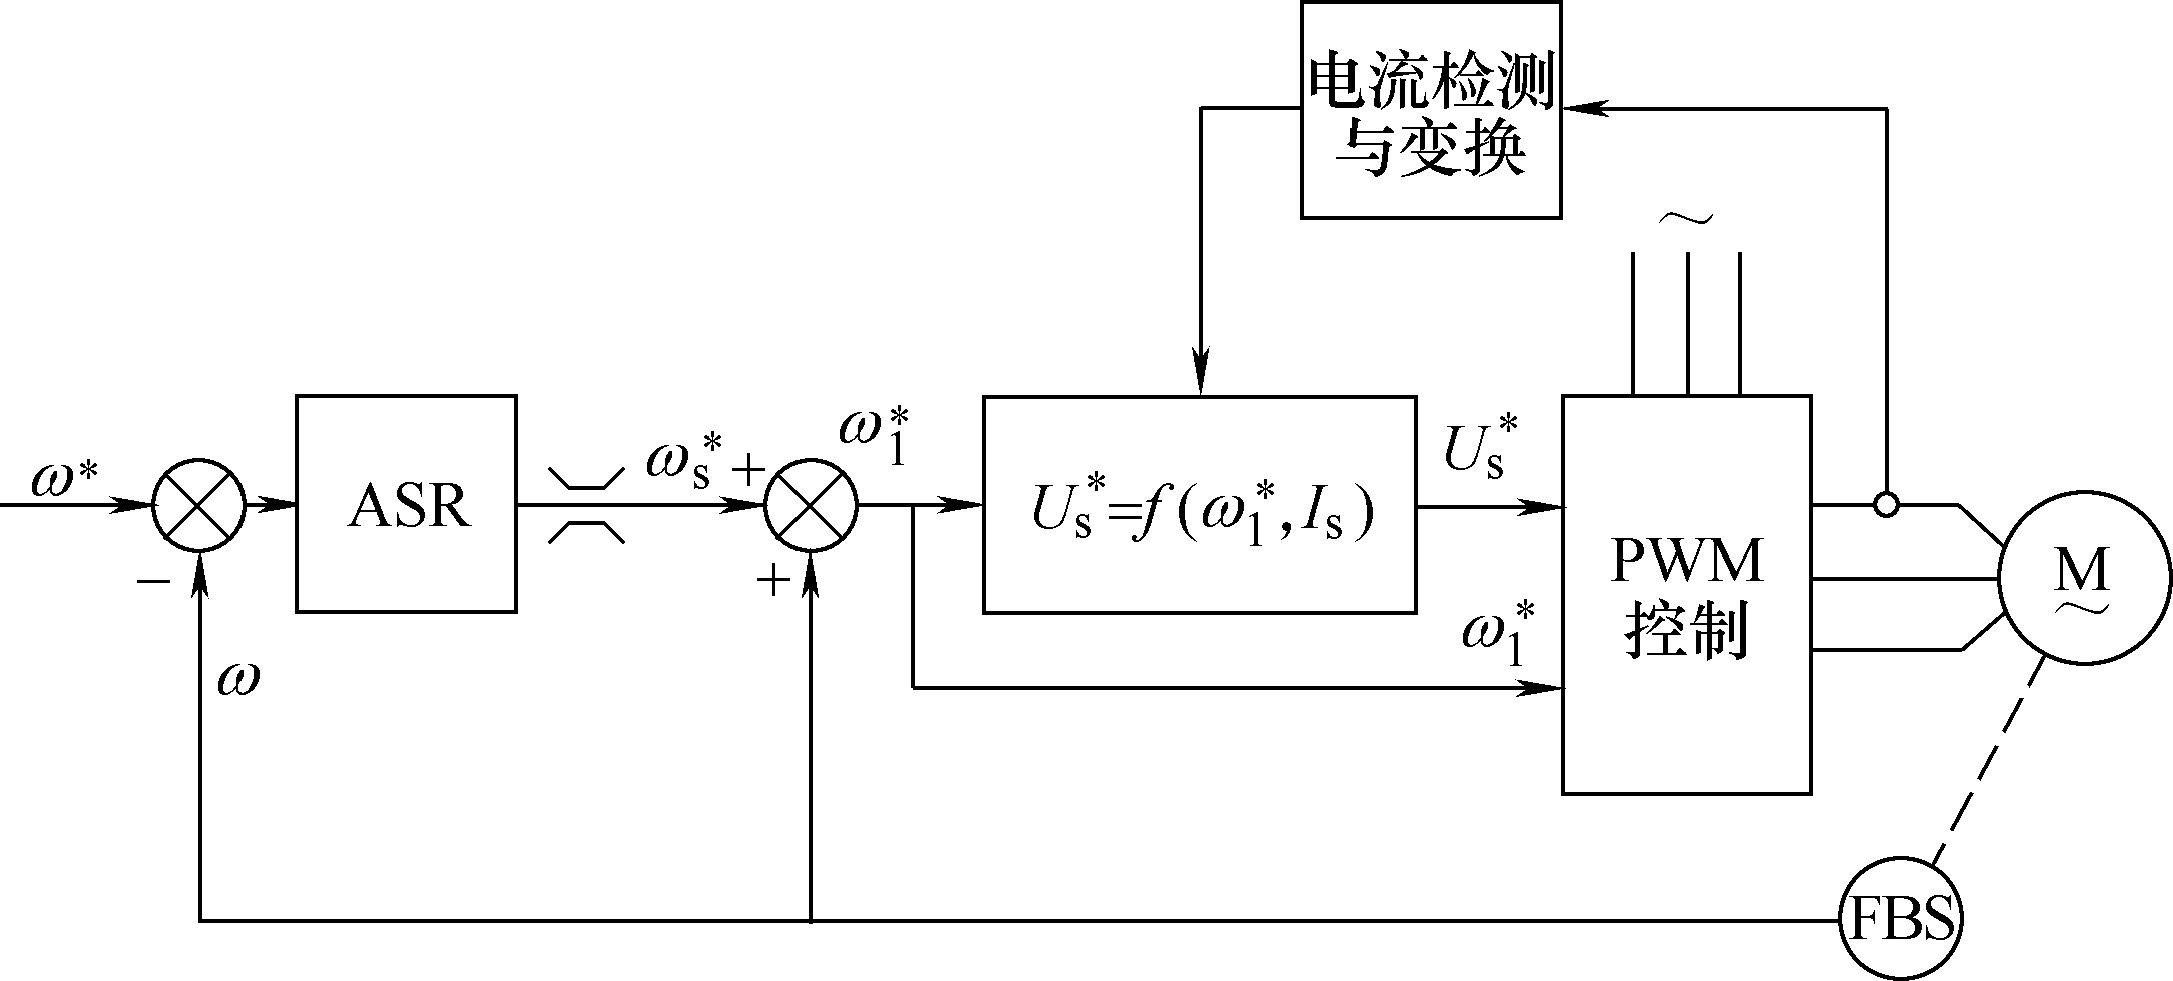 电流检测
与变换
~
ω*
ASR
ωs*
+
ω1*
Us*=f(ω1*,Is)
Us*
PWM
控制
M
~
−
+
ω1*
ω
FBS